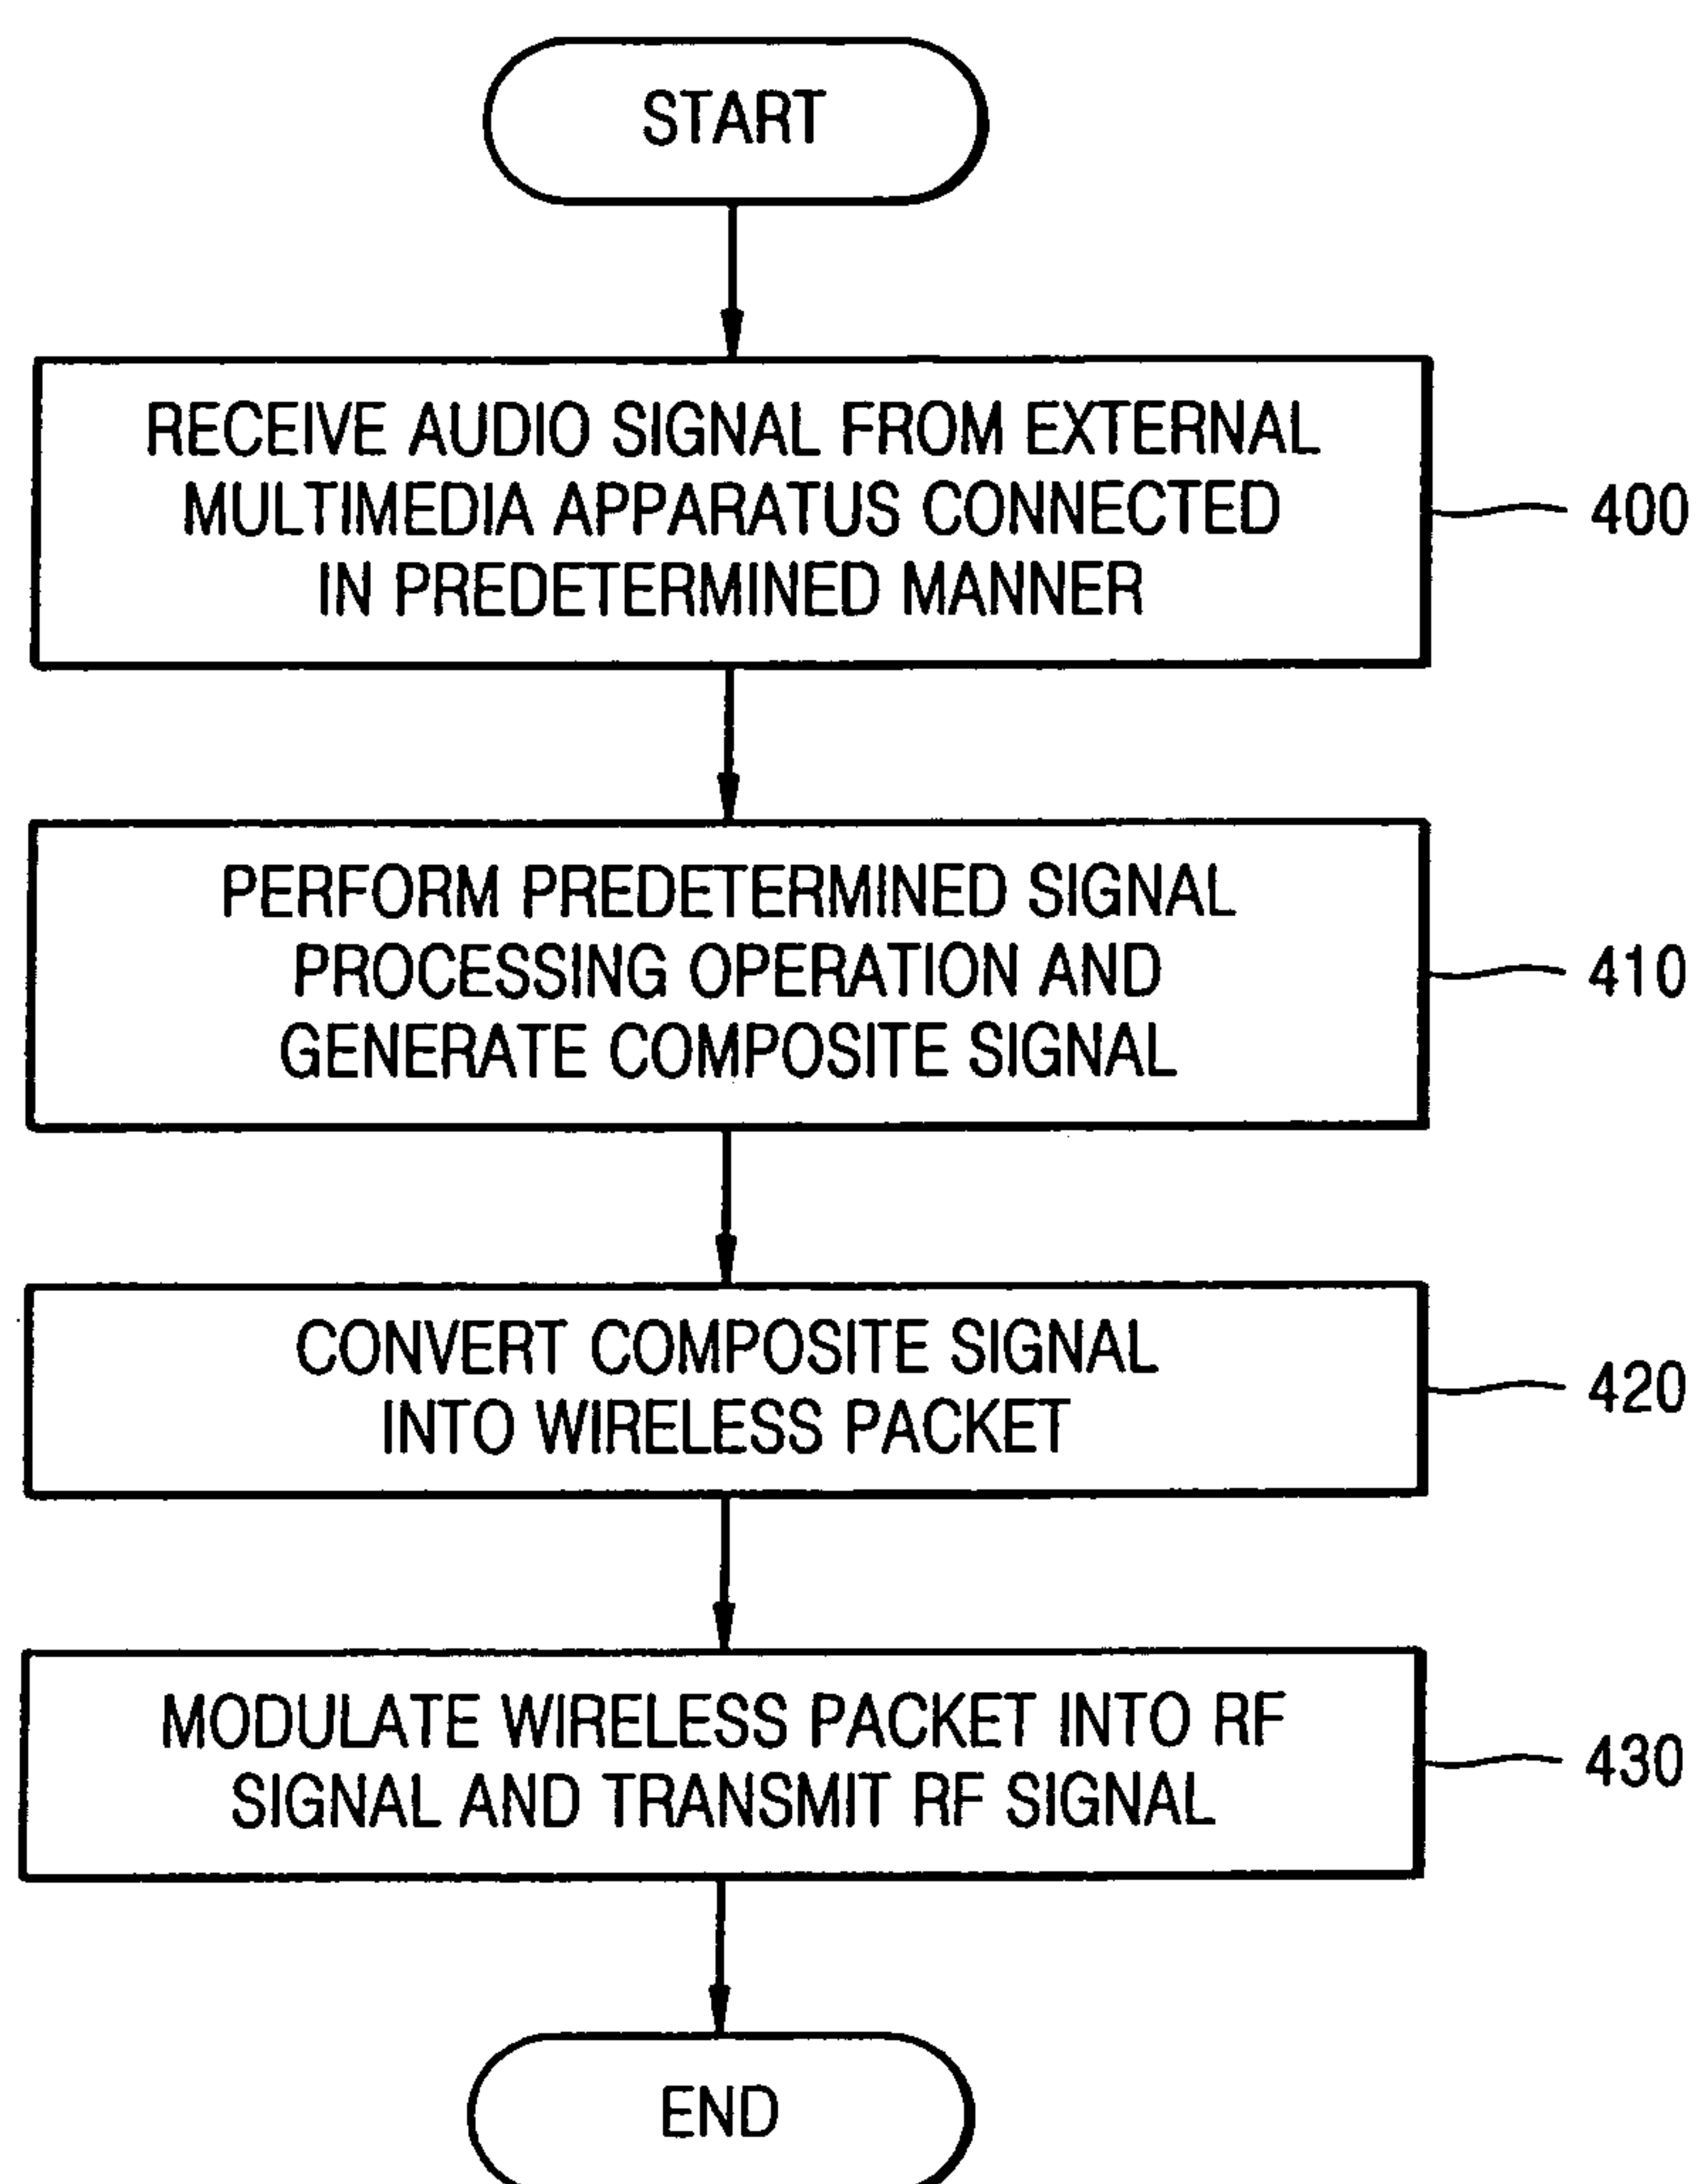 START
RECEIVE AUDIO SIGNAL FROM EXTERNAL
MULTIMEDIA APPARATUS CONNECTED
IN PREDETERMINED MANNER
400
PERFORM PREDETERMINED SIGNAL
PROCESSING OPERATION AND
GENERATE COMPOSITE SIGNAL
410
CONVERT COMPOSITE SIGNAL
INTO WIRELESS PACKET
420
MODULATE WIRELESS PACKET INTO RF
SIGNAL AND TRANSMIT RF SIGNAL
430
END